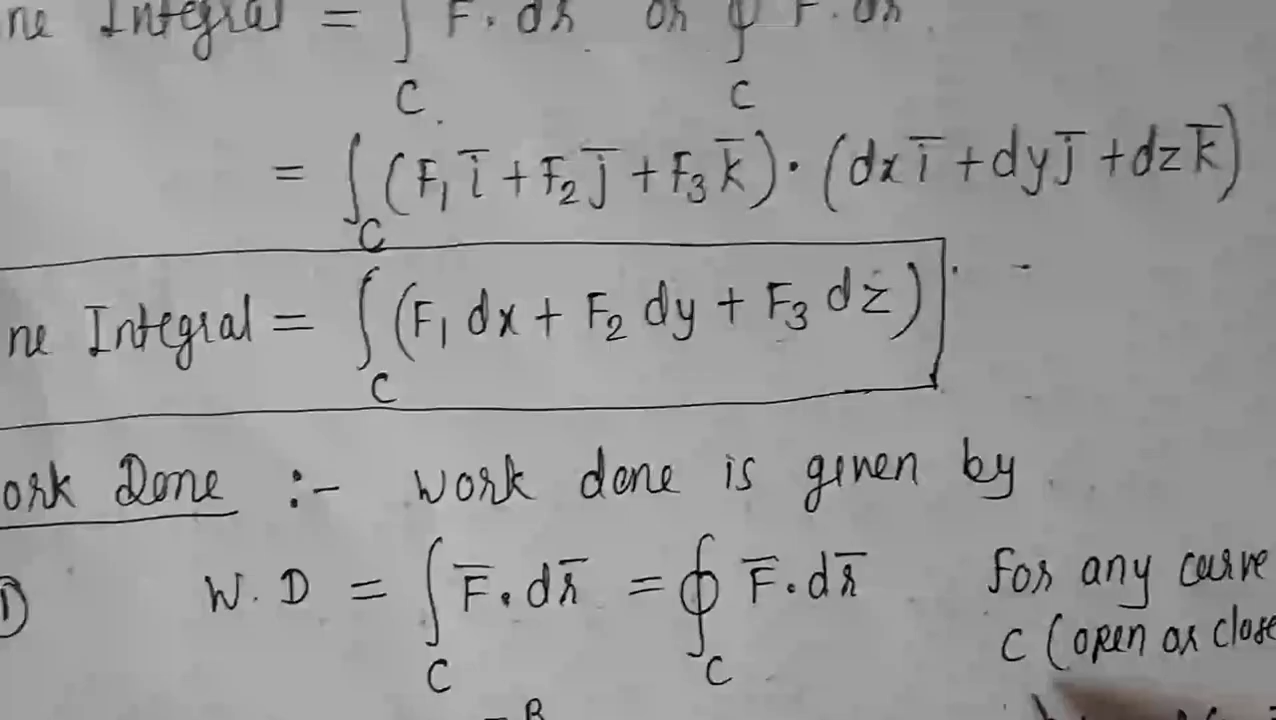 ne Integral = ∫_C F̅ · dr̅ or ∮_C F̅ · dr̅
= ∫_C (F₁ i̅ + F₂ j̅ + F₃ k̅) · (dx i̅ + dy j̅ + dz k̅)
ne Integral = ∫_C (F₁ dx + F₂ dy + F₃ dz)
ork Done :- work done is given by
1) W.D = ∫_C F̅ · dr̅ = ∮_C F̅ · dr̅ For any curve
C (open or close
B